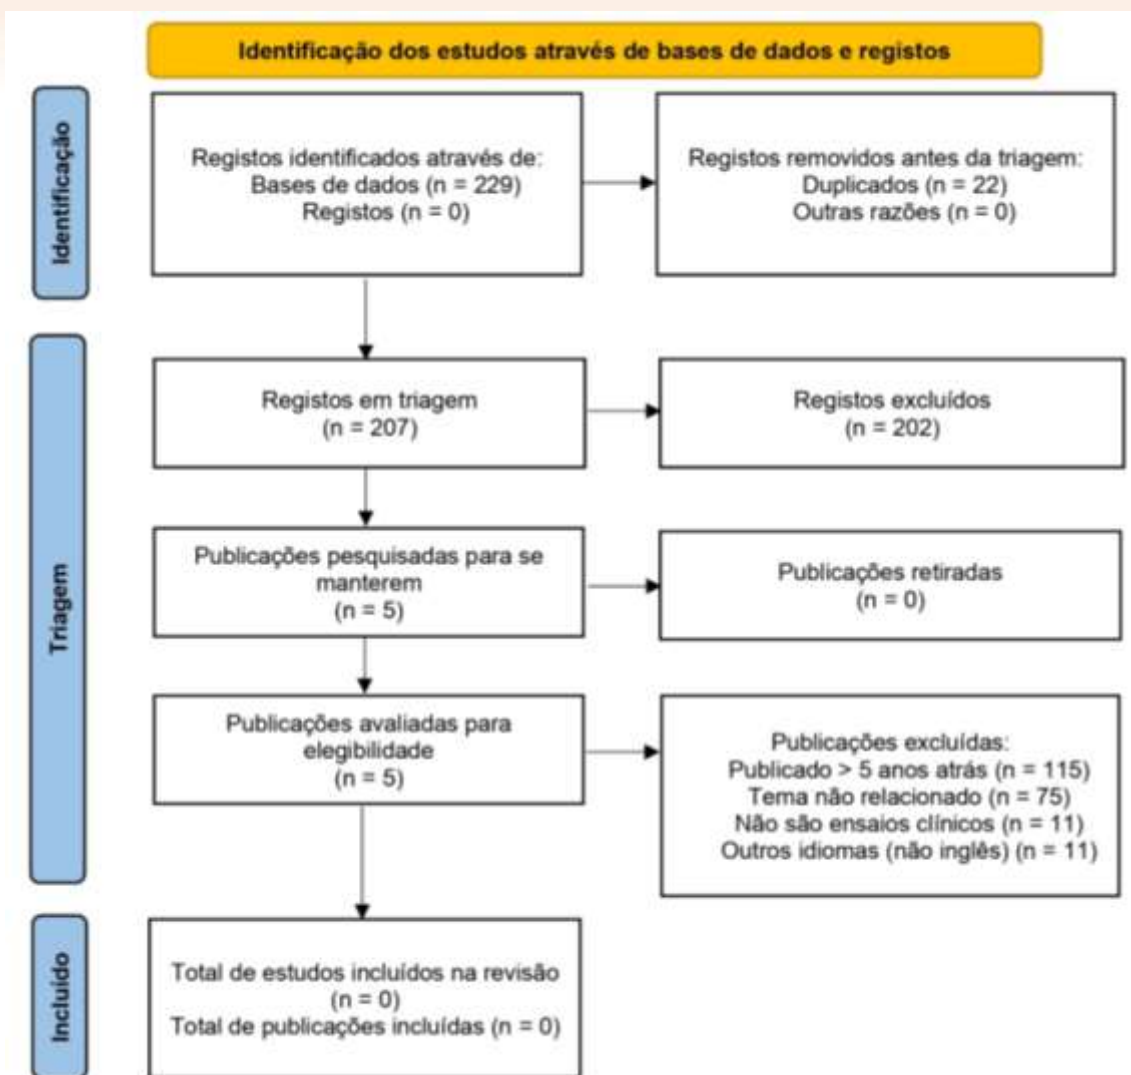 Identificação dos estudos através de bases de dados e registos
Identificação
Registos identificados através de:
Bases de dados (n = 229)
Registos (n = 0)
Registos removidos antes da triagem:
Duplicados (n = 22)
Outras razões (n = 0)
Triagem
Registos em triagem
(n = 207)
Registos excluídos
(n = 202)
Publicações pesquisadas para se
manterem
(n = 5)
Publicações retiradas
(n = 0)
Publicações avaliadas para
elegibilidade
(n = 5)
Publicações excluídas:
Publicado > 5 anos atrás (n = 115)
Tema não relacionado (n = 75)
Não são ensaios clínicos (n = 11)
Outros idiomas (não inglês) (n = 11)
Incluído
Total de estudos incluídos na revisão
(n = 0)
Total de publicações incluídas (n = 0)